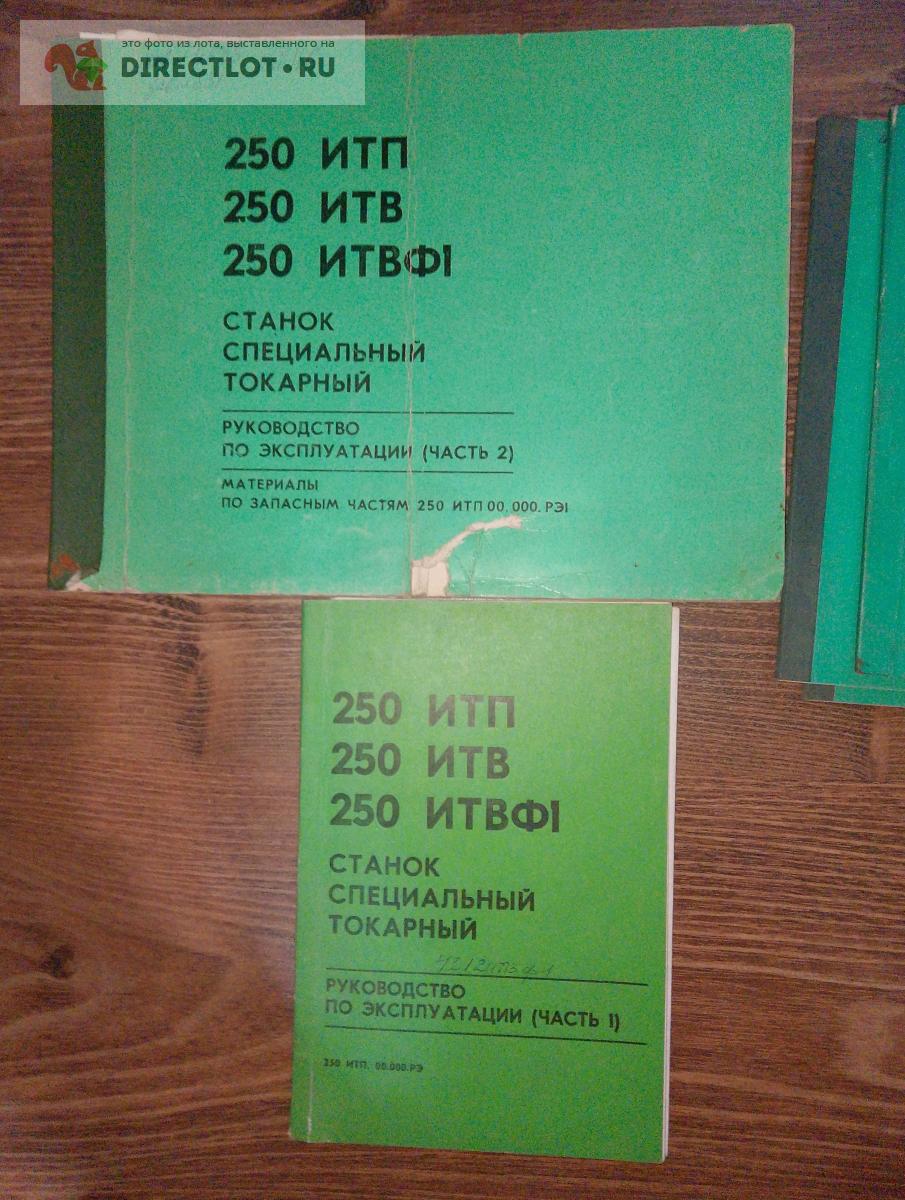 это фото из лота, выставленного на
DIRECTLOT.RU
250 ИТП
250 ИТВ
250 ИТВФ1
СТАНОК
СПЕЦИАЛЬНЫЙ
ТОКАРНЫЙ
РУКОВОДСТВО
ПО ЭКСПЛУАТАЦИИ (ЧАСТЬ 2)
МАТЕРИАЛЫ
ПО ЗАПАСНЫМ ЧАСТЯМ 250 ИТП 00.000.РЭ1
250 ИТП
250 ИТВ
250 ИТВФ1
СТАНОК
СПЕЦИАЛЬНЫЙ
ТОКАРНЫЙ
РУКОВОДСТВО
ПО ЭКСПЛУАТАЦИИ (ЧАСТЬ 1)
250 ИТП. 00.000.РЭ